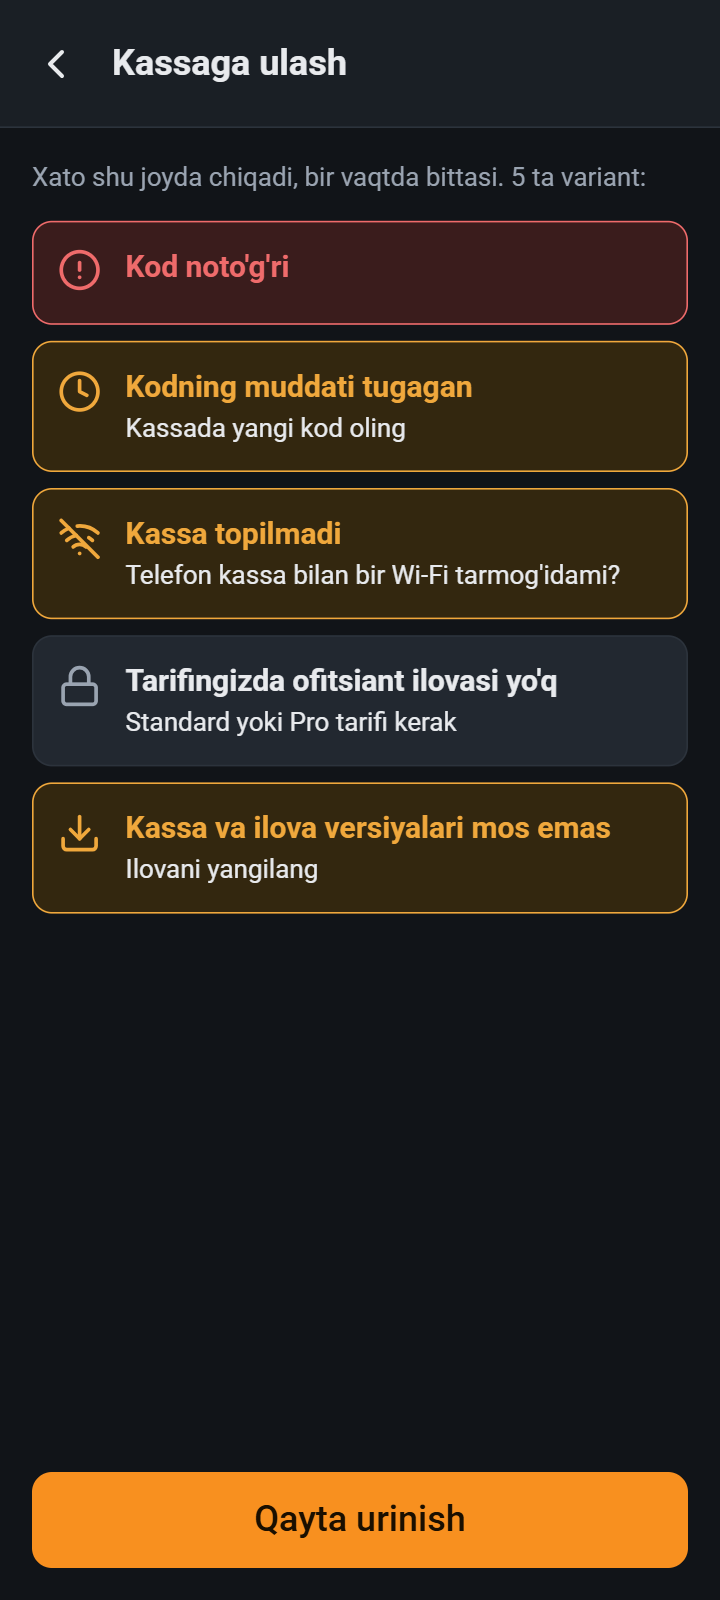 Kassaga ulash
Xato shu joyda chiqadi, bir vaqtda bittasi. 5 ta variant:
Kod noto'g'ri
Kodning muddati tugagan
Kassada yangi kod oling
Kassa topilmadi
Telefon kassa bilan bir Wi-Fi tarmog'idami?
Tarifingizda ofitsiant ilovasi yo'q
Standard yoki Pro tarifi kerak
Kassa va ilova versiyalari mos emas
Ilovani yangilang
Qayta urinish